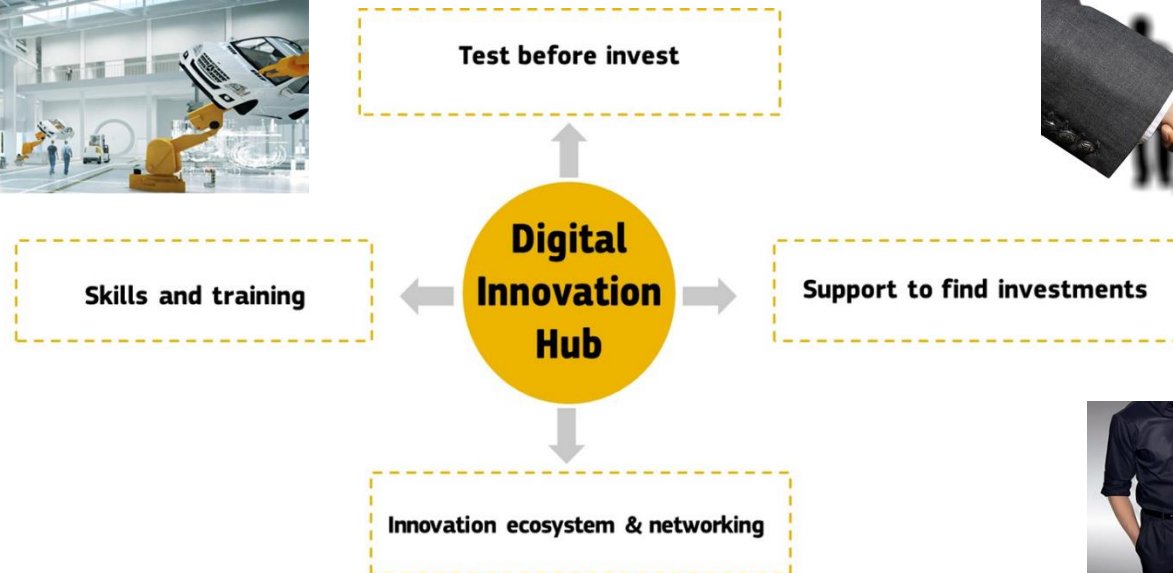 Test before invest
Skills and training
Digital
Innovation
Hub
Support to find investments
Innovation ecosystem & networking